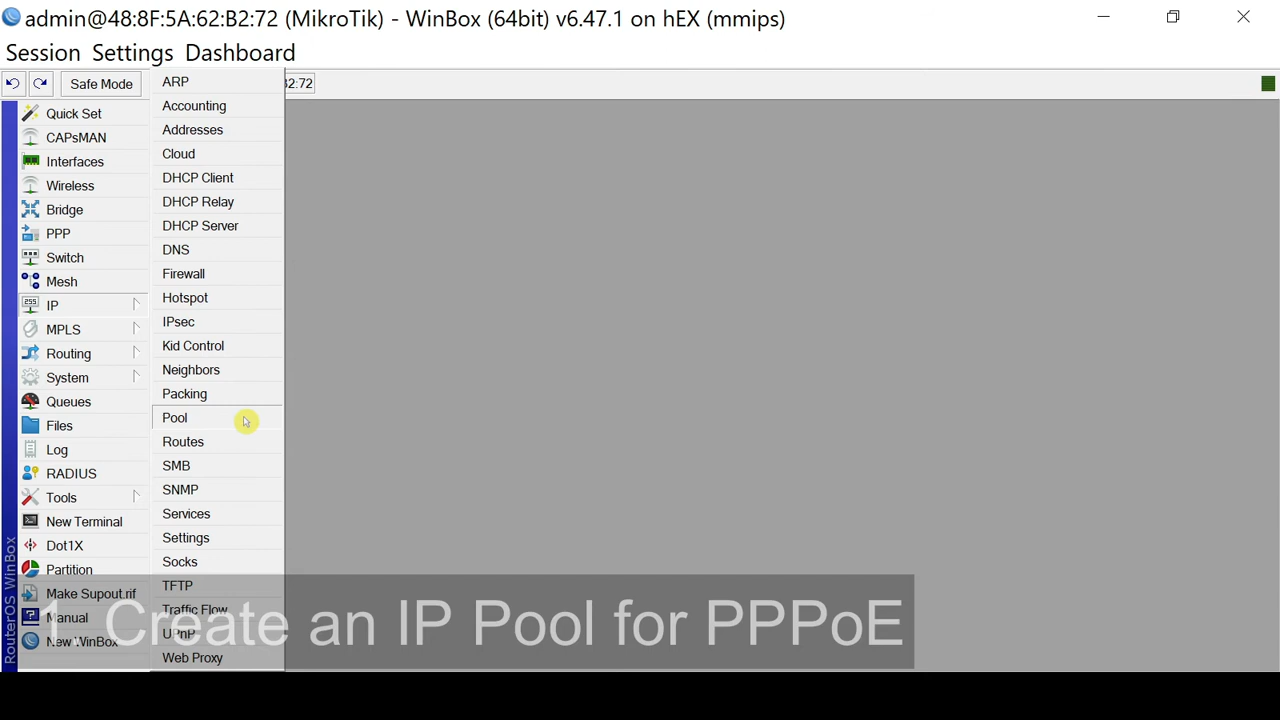 admin@48:8F:5A:62:B2:72 (MikroTik) - WinBox (64bit) v6.47.1 on hEX (mmips)
Session Settings Dashboard
Safe Mode
32:72
Quick Set
CAPsMAN
Interfaces
Wireless
Bridge
PPP
Switch
Mesh
IP
MPLS
Routing
System
Queues
Files
Log
RADIUS
Tools
New Terminal
Dot1X
Partition
Make Supout.rif
Manual
New WinBox
ARP
Accounting
Addresses
Cloud
DHCP Client
DHCP Relay
DHCP Server
DNS
Firewall
Hotspot
IPsec
Kid Control
Neighbors
Packing
Pool
Routes
SMB
SNMP
Services
Settings
Socks
TFTP
Traffic Flow
UPnP
Web Proxy
RouterOS WinBox
255
1. Create an IP Pool for PPPoE